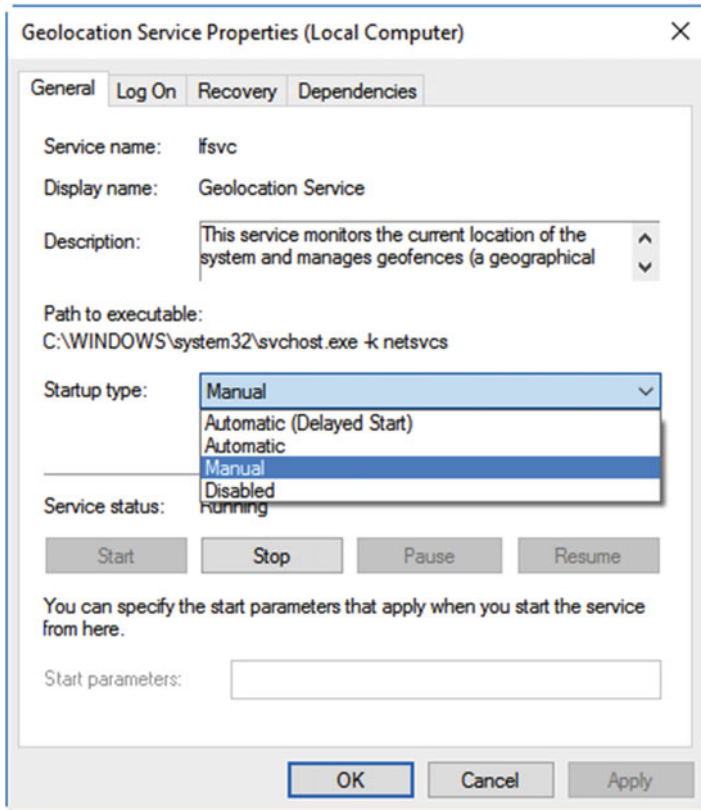 Geolocation Service Properties (Local Computer)
General Log On Recovery Dependencies
Service name: lfsvc
Display name: Geolocation Service
Description: This service monitors the current location of the
system and manages geofences (a geographical
Path to executable:
C:\WINDOWS\system32\svchost.exe -k netsvcs
Startup type: Manual
Automatic (Delayed Start)
Automatic
Manual
Disabled
Service status: Running
Start Stop Pause Resume
You can specify the start parameters that apply when you start the service
from here.
Start parameters:
OK Cancel Apply